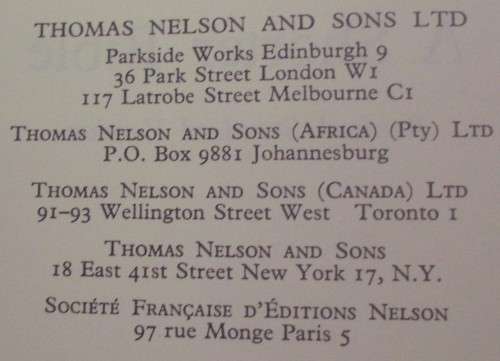 THOMAS NELSON AND SONS LTD
Parkside Works Edinburgh 9
36 Park Street London W1
117 Latrobe Street Melbourne C1
THOMAS NELSON AND SONS (AFRICA) (Pty) LTD
P.O. Box 9881 Johannesburg
THOMAS NELSON AND SONS (CANADA) LTD
91–93 Wellington Street West Toronto 1
THOMAS NELSON AND SONS
18 East 41st Street New York 17, N.Y.
SOCIÉTÉ FRANÇAISE D'ÉDITIONS NELSON
97 rue Monge Paris 5